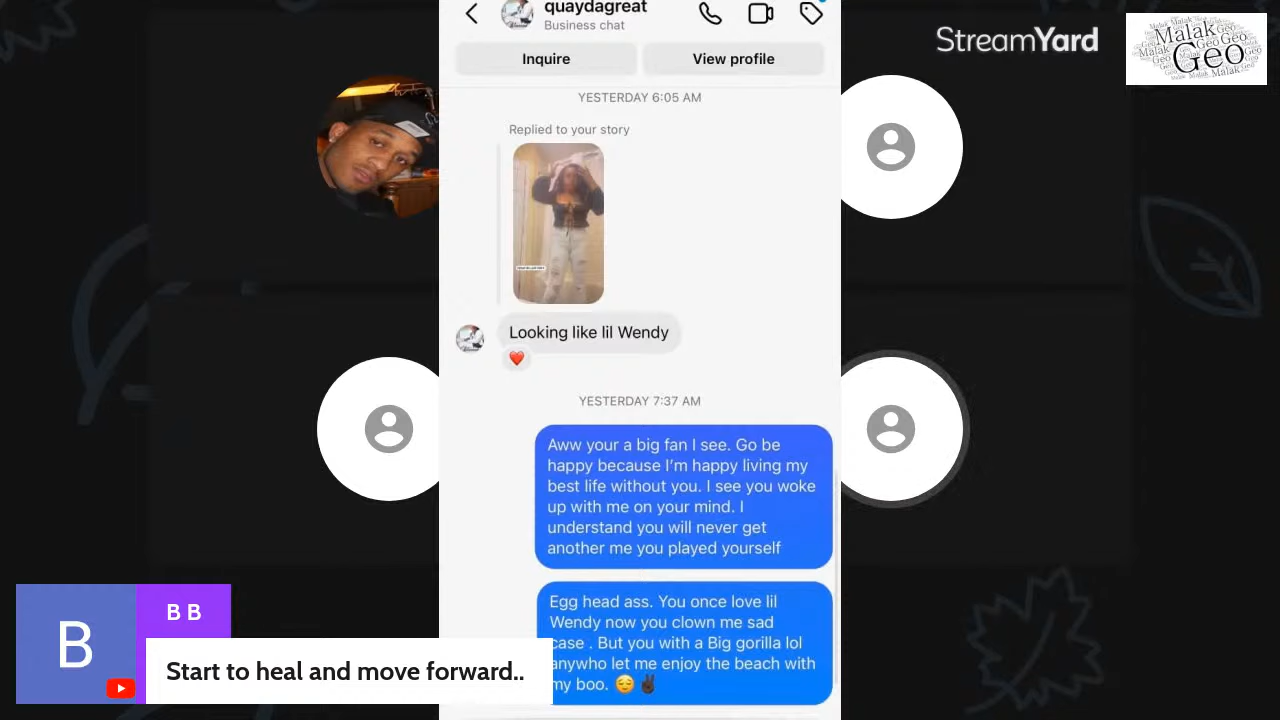 quaydagreat
Business chat
StreamYard
Malak
Geo
Inquire
View profile
YESTERDAY 6:05 AM
Replied to your story
Looking like lil Wendy
YESTERDAY 7:37 AM
Aww your a big fan I see. Go be
happy because I'm happy living my
best life without you. I see you woke
up with me on your mind. I
understand you will never get
another me you played yourself
Egg head ass. You once love lil
Wendy now you clown me sad
case . But you with a Big gorilla lol
anywho let me enjoy the beach with
my boo. 😌✌🏿
B
B B
Start to heal and move forward..